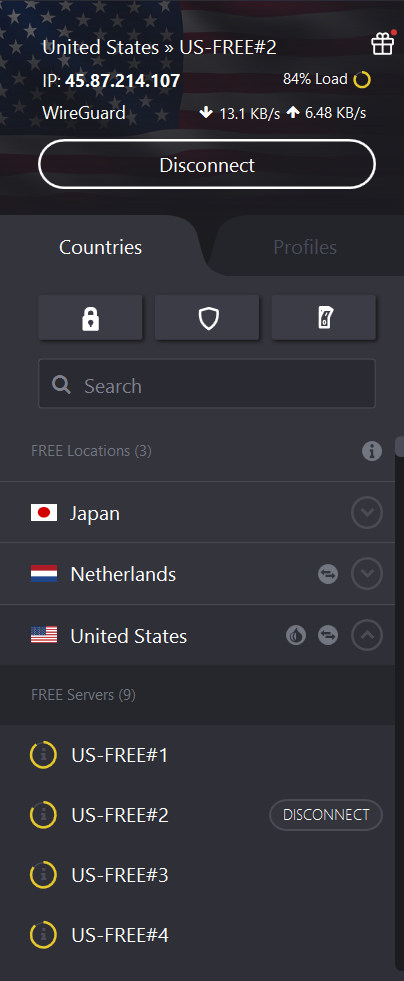 United States » US-FREE#2
IP: 45.87.214.107
84% Load
WireGuard
13.1 KB/s 6.48 KB/s
Disconnect
Countries
Profiles
Search
FREE Locations (3)
Japan
Netherlands
United States
FREE Servers (9)
US-FREE#1
US-FREE#2
DISCONNECT
US-FREE#3
US-FREE#4